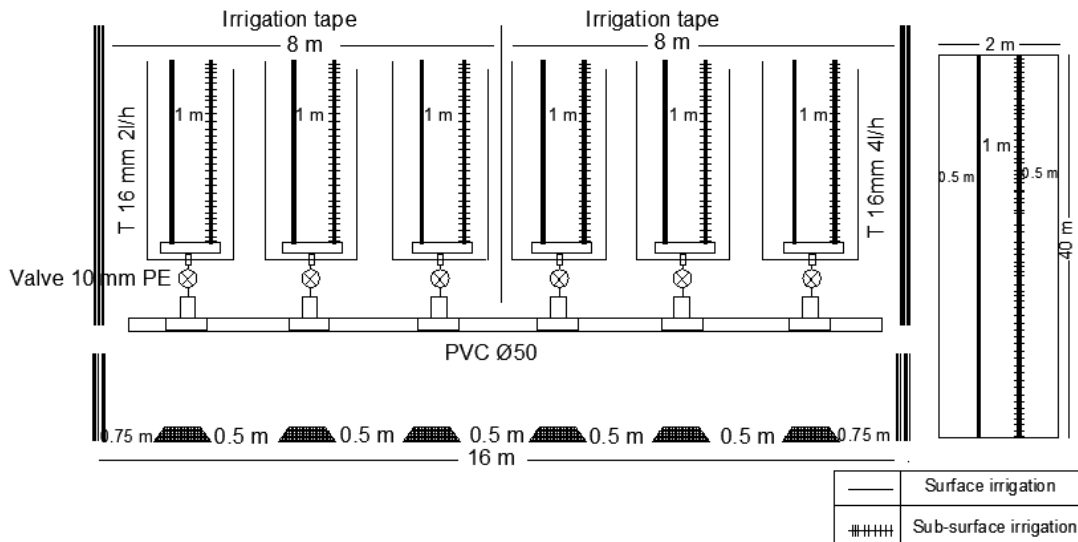 Irrigation tape
Irrigation tape
8 m
8 m
2 m
1 m
1 m
1 m
1 m
1 m
1 m
T 16 mm 2l/h
T 16mm 4l/h
1 m
0.5 m
0.5 m
40 m
Valve 10 mm PE
PVC Ø50
0.75 m
0.5 m
0.5 m
0.5 m
0.5 m
0.5 m
0.75 m
16 m
Surface irrigation
Sub-surface irrigation